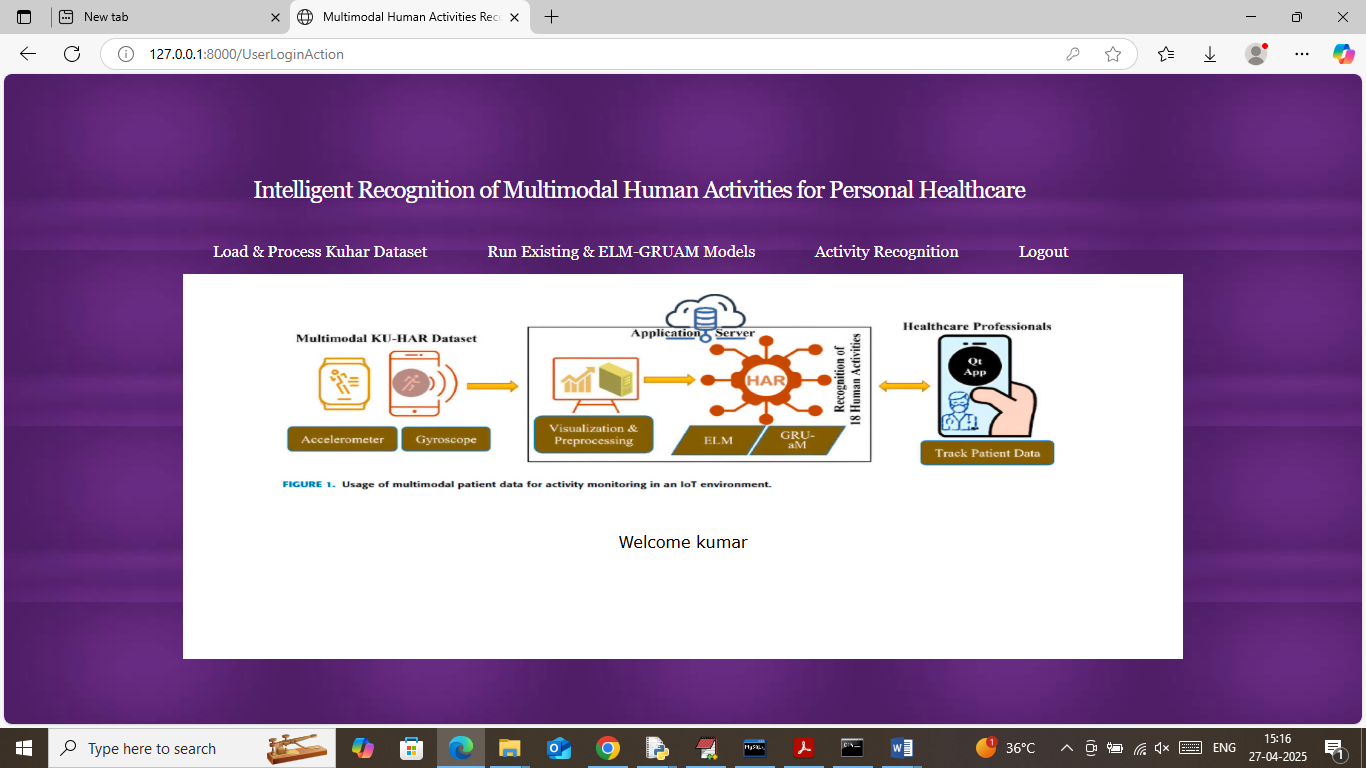 New tab
Multimodal Human Activities Rec
127.0.0.1:8000/UserLoginAction
Intelligent Recognition of Multimodal Human Activities for Personal Healthcare
Load & Process Kuhar Dataset
Run Existing & ELM-GRUAM Models
Activity Recognition
Logout
Multimodal KU-HAR Dataset
Accelerometer
Gyroscope
Application Server
Visualization &
Preprocessing
HAR
ELM
GRU-
aM
Recognition of
18 Human Activities
Healthcare Professionals
Qt
App
Track Patient Data
FIGURE 1. Usage of multimodal patient data for activity monitoring in an IoT environment.
Welcome kumar
Type here to search
MySQL
1
36°C
ENG
15:16
27-04-2025
1